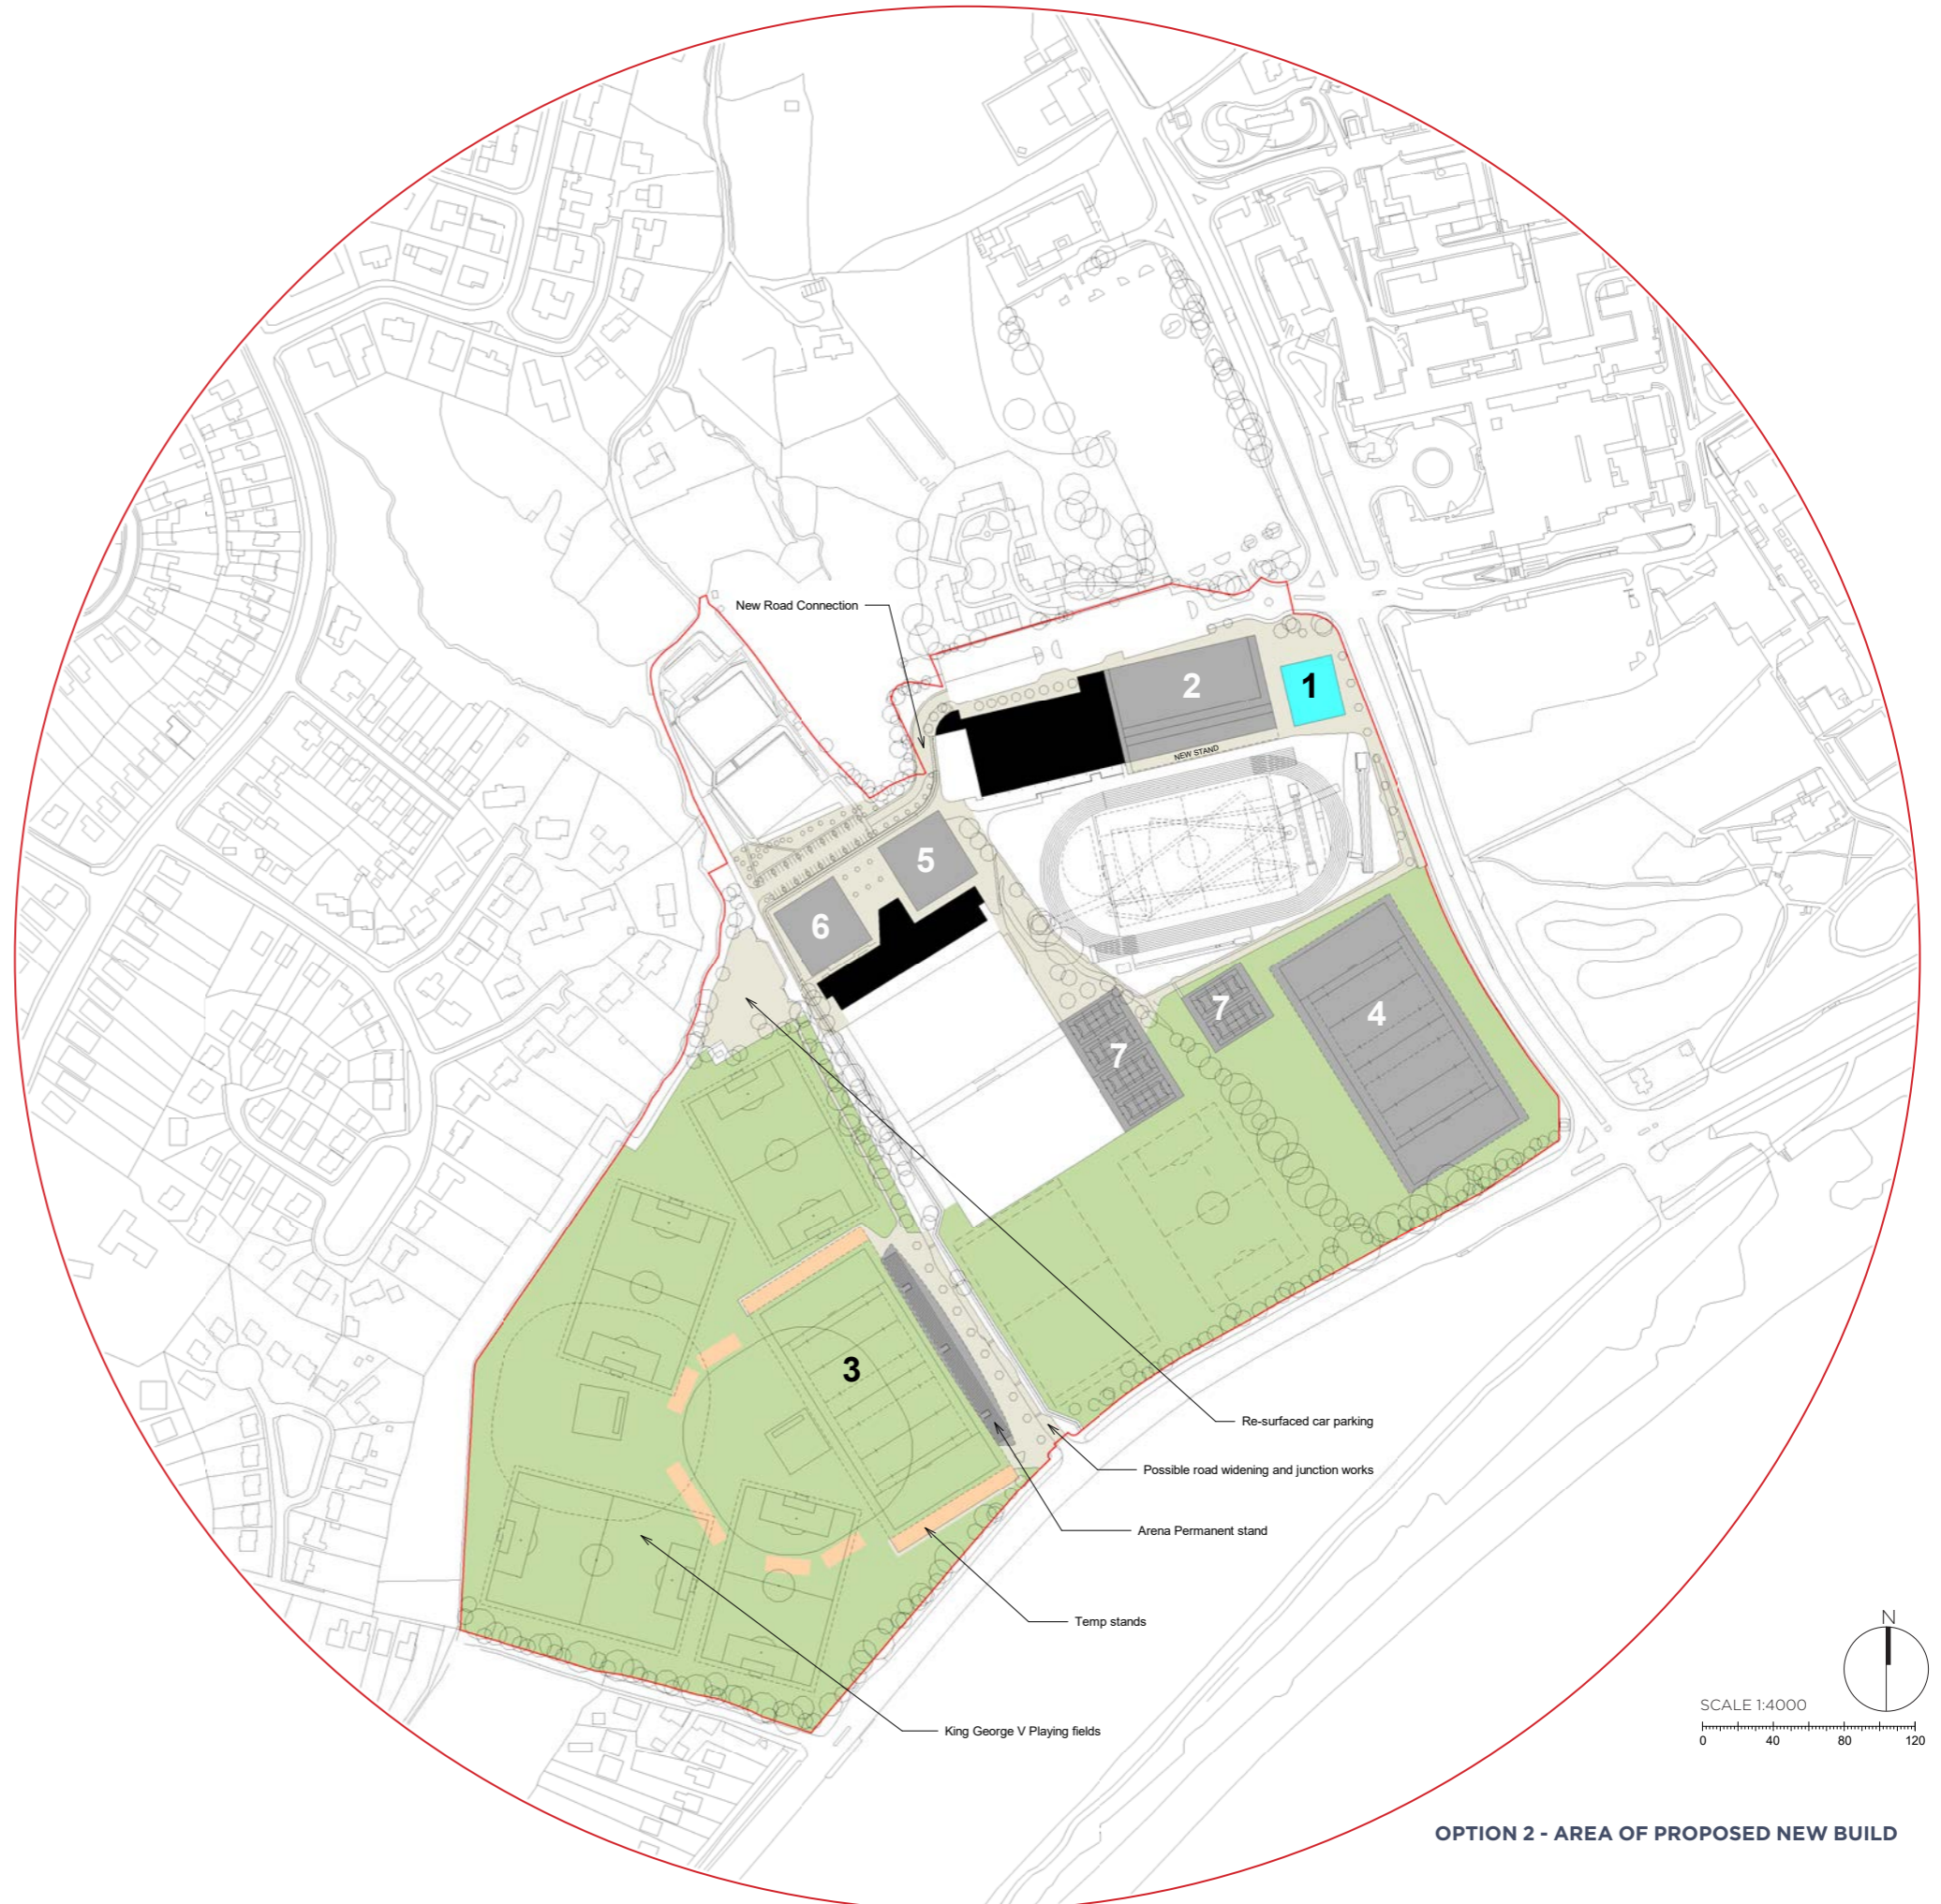 New Road Connection
1
2
NEW STAND
5
6
7
4
7
3
Re-surfaced car parking
Possible road widening and junction works
Arena Permanent stand
Temp stands
King George V Playing fields
N
SCALE 1:4000
0 40 80 120
OPTION 2 - AREA OF PROPOSED NEW BUILD